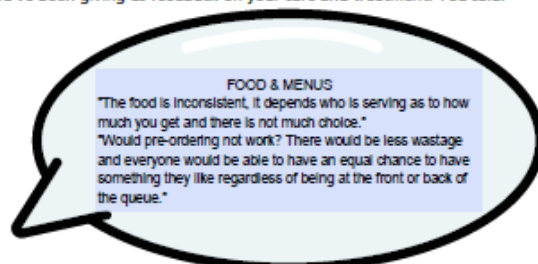 FOOD & MENUS
"The food is inconsistent, it depends who is serving as to how
much you get and there is not much choice."
"Would pre-ordering not work? There would be less wastage
and everyone would be able to have an equal chance to have
something they like regardless of being at the front or back of
the queue."